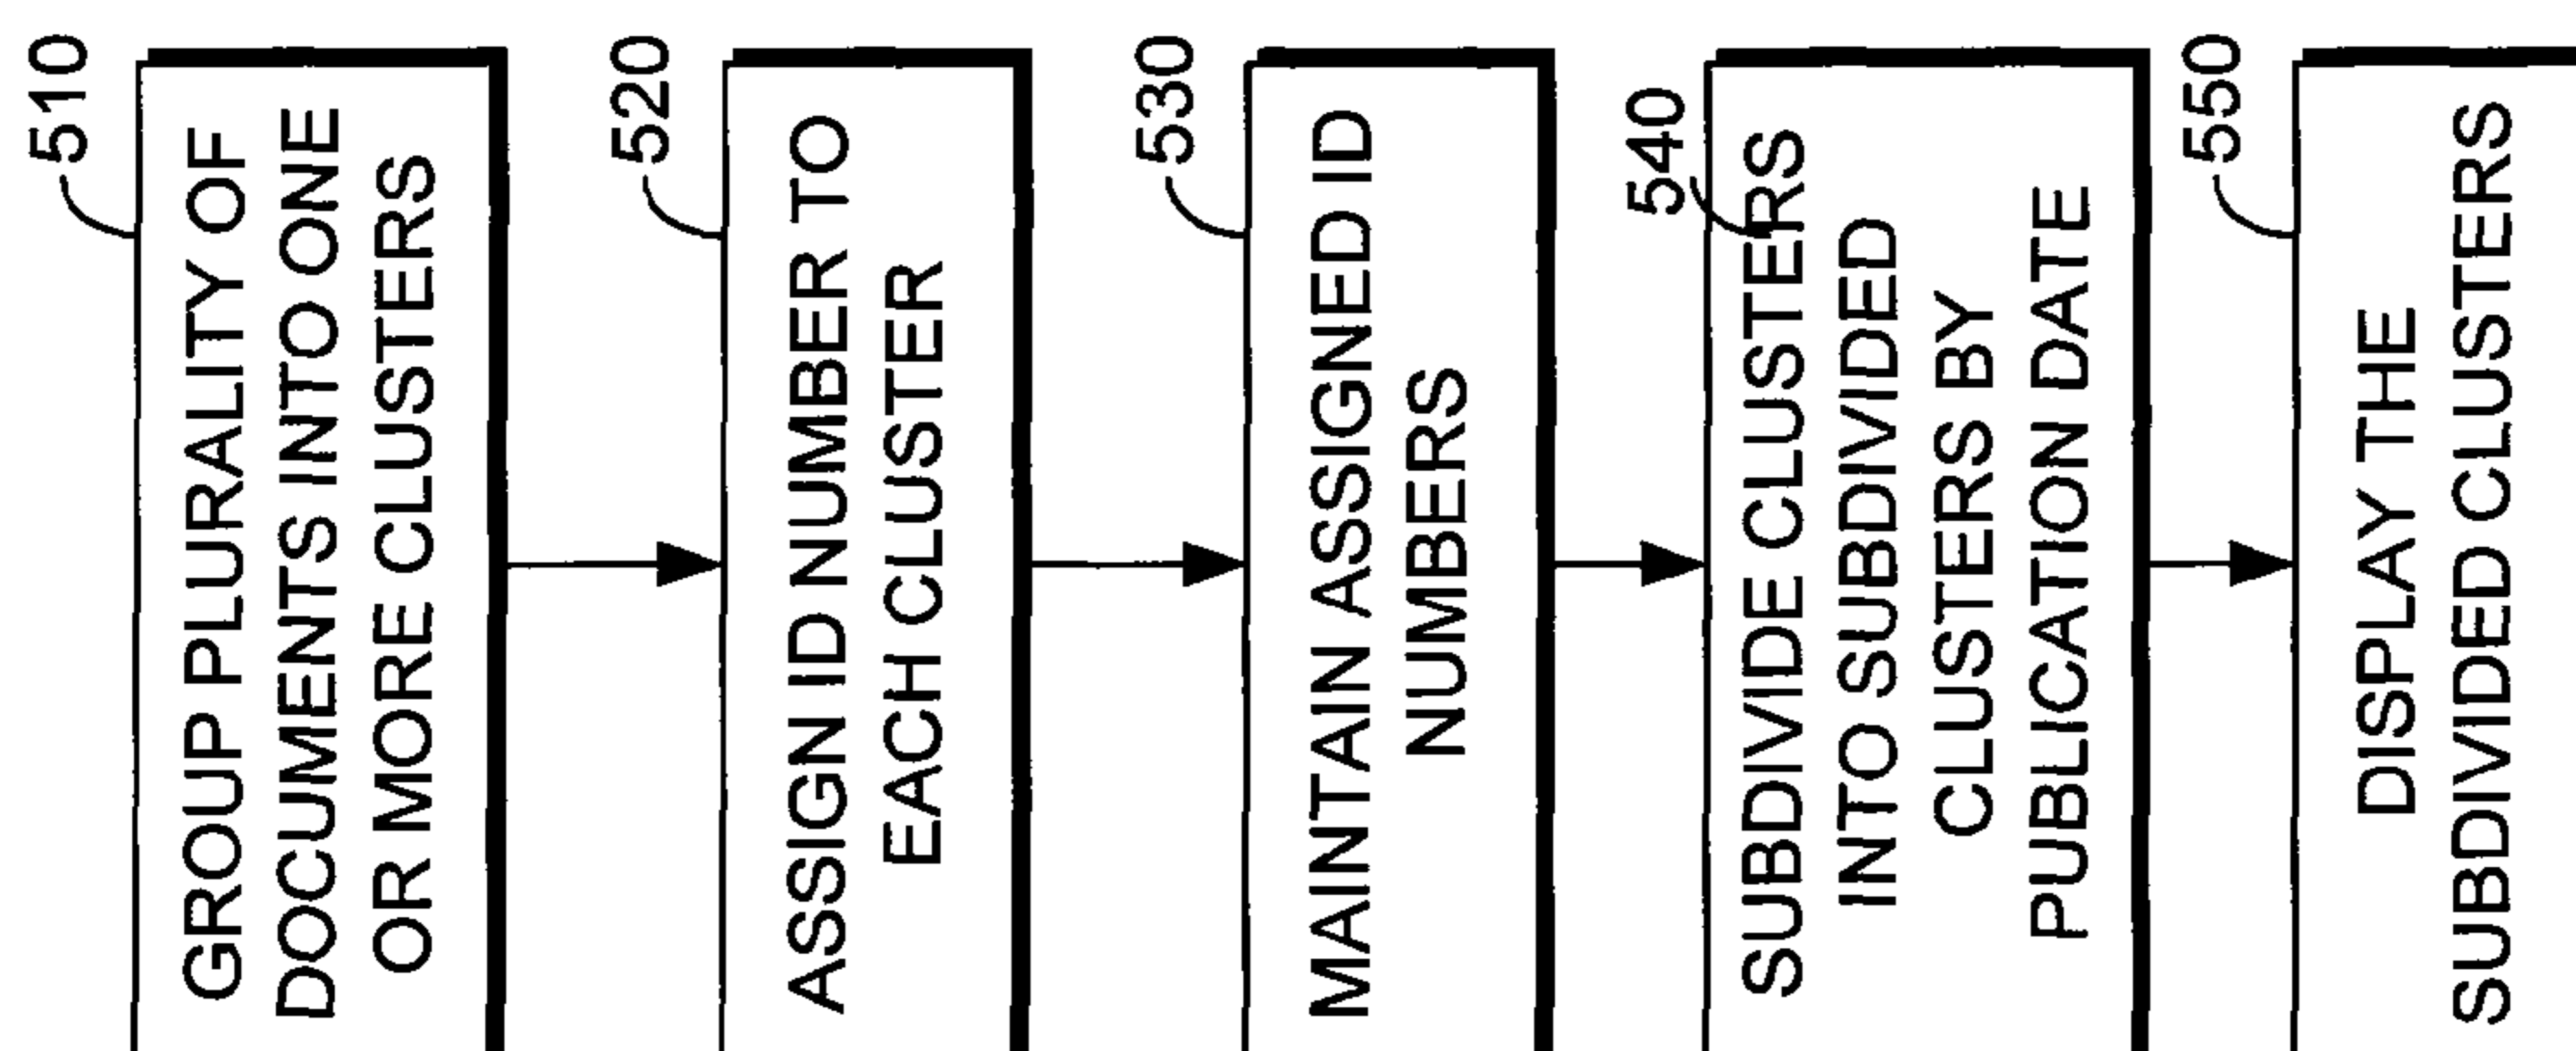 510
GROUP PLURALITY OF
DOCUMENTS INTO ONE
OR MORE CLUSTERS
520
ASSIGN ID NUMBER TO
EACH CLUSTER
530
MAINTAIN ASSIGNED ID
NUMBERS
540
SUBDIVIDE CLUSTERS
INTO SUBDIVIDED
CLUSTERS BY
PUBLICATION DATE
550
DISPLAY THE
SUBDIVIDED CLUSTERS